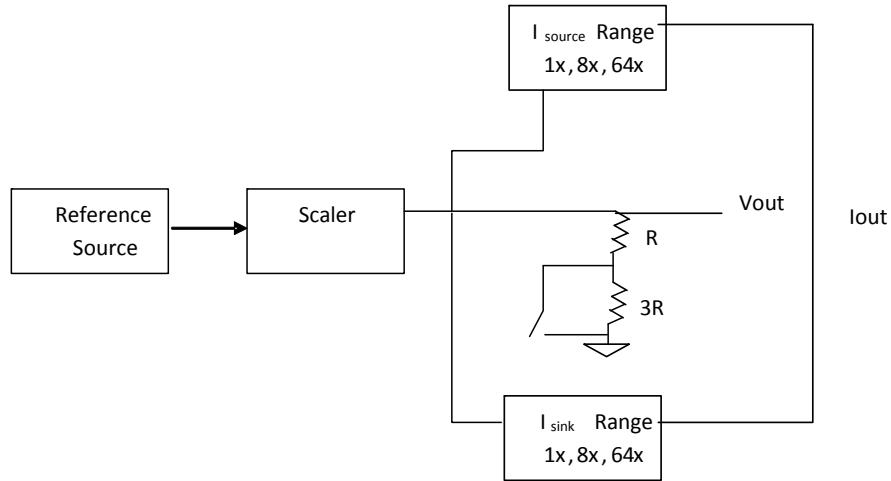 I source Range
1x, 8x, 64x
Reference
Source
Scaler
Vout
Iout
R
3R
I sink Range
1x, 8x, 64x